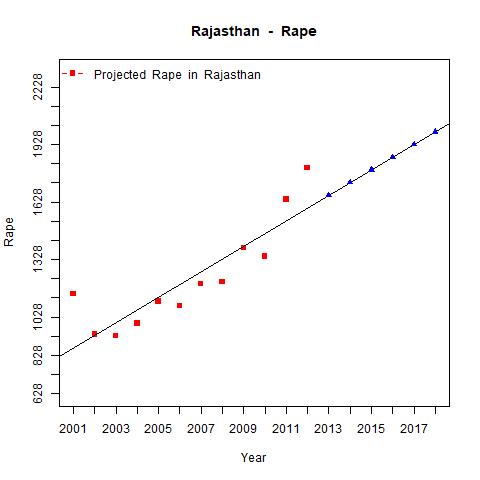 Rajasthan - Rape
Projected Rape in Rajasthan
2228
1928
1628
1328
1028
828
628
Rape
2001 2003 2005 2007 2009 2011 2013 2015 2017
Year